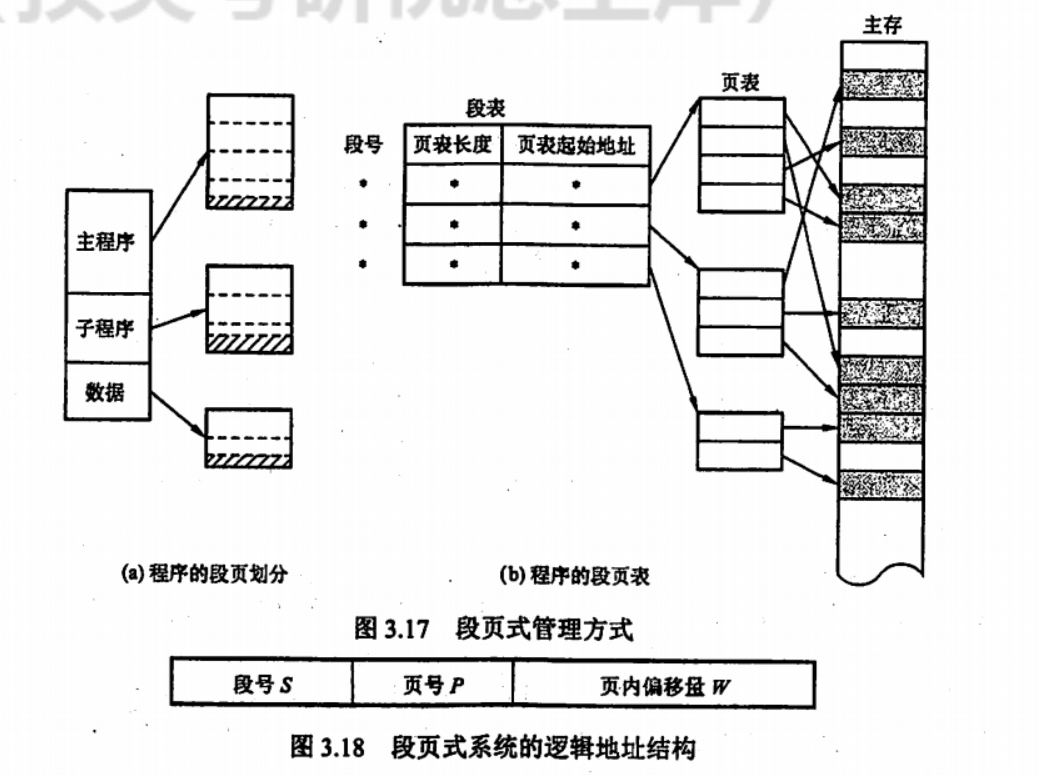 主存
页表
段表
段号 页表长度 页表起始地址
* * *
* * *
* * *
主程序
子程序
数据
(a) 程序的段页划分
(b) 程序的段页表
图 3.17 段页式管理方式
段号 S 页号 P 页内偏移量 W
图 3.18 段页式系统的逻辑地址结构